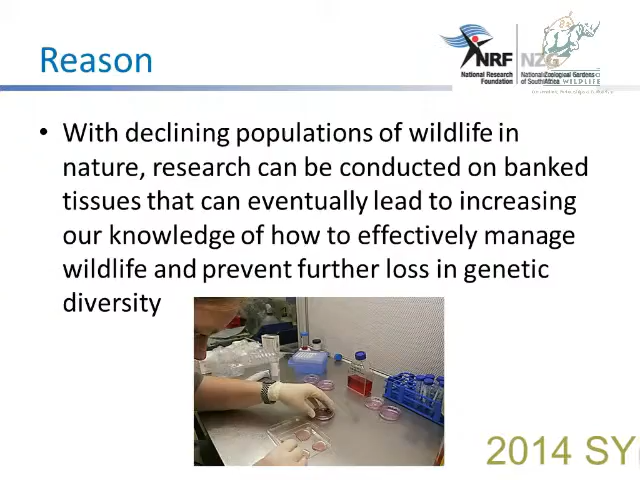 Reason
NRF
National Research
Foundation
NZG
National Zoological Gardens
of South Africa
WILDLIFE
• With declining populations of wildlife in
nature, research can be conducted on banked
tissues that can eventually lead to increasing
our knowledge of how to effectively manage
wildlife and prevent further loss in genetic
diversity
2014 SY